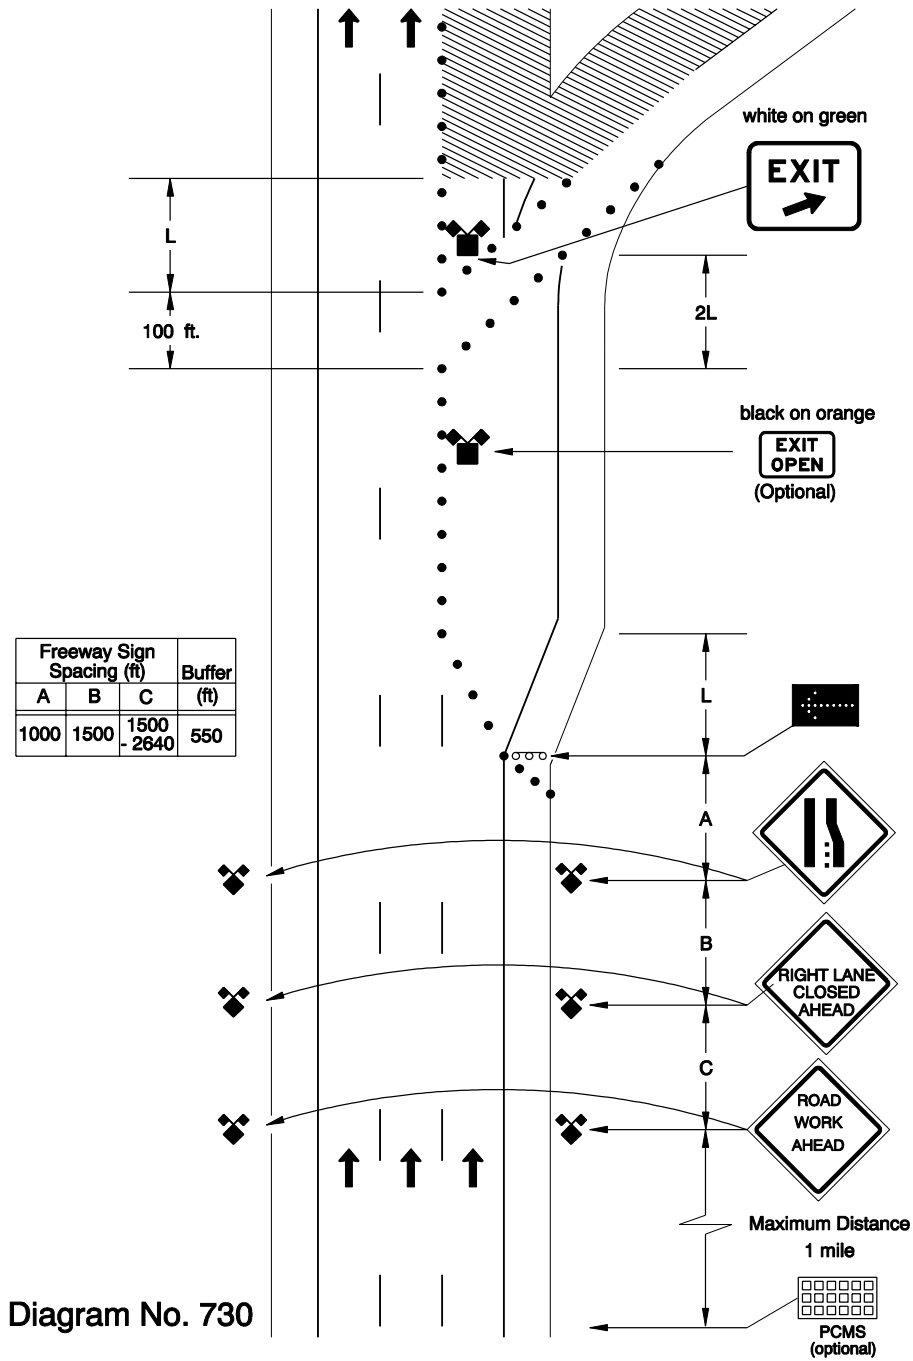 white on green
EXIT
L
100 ft.
2L
black on orange
EXIT
OPEN
(Optional)
Freeway Sign
Spacing (ft)
Buffer
(ft)
A B C
1000 1500 1500
- 2640 550
L
A
B
RIGHT LANE
CLOSED
AHEAD
C
ROAD
WORK
AHEAD
Maximum Distance
1 mile
Diagram No. 730
PCMS
(optional)